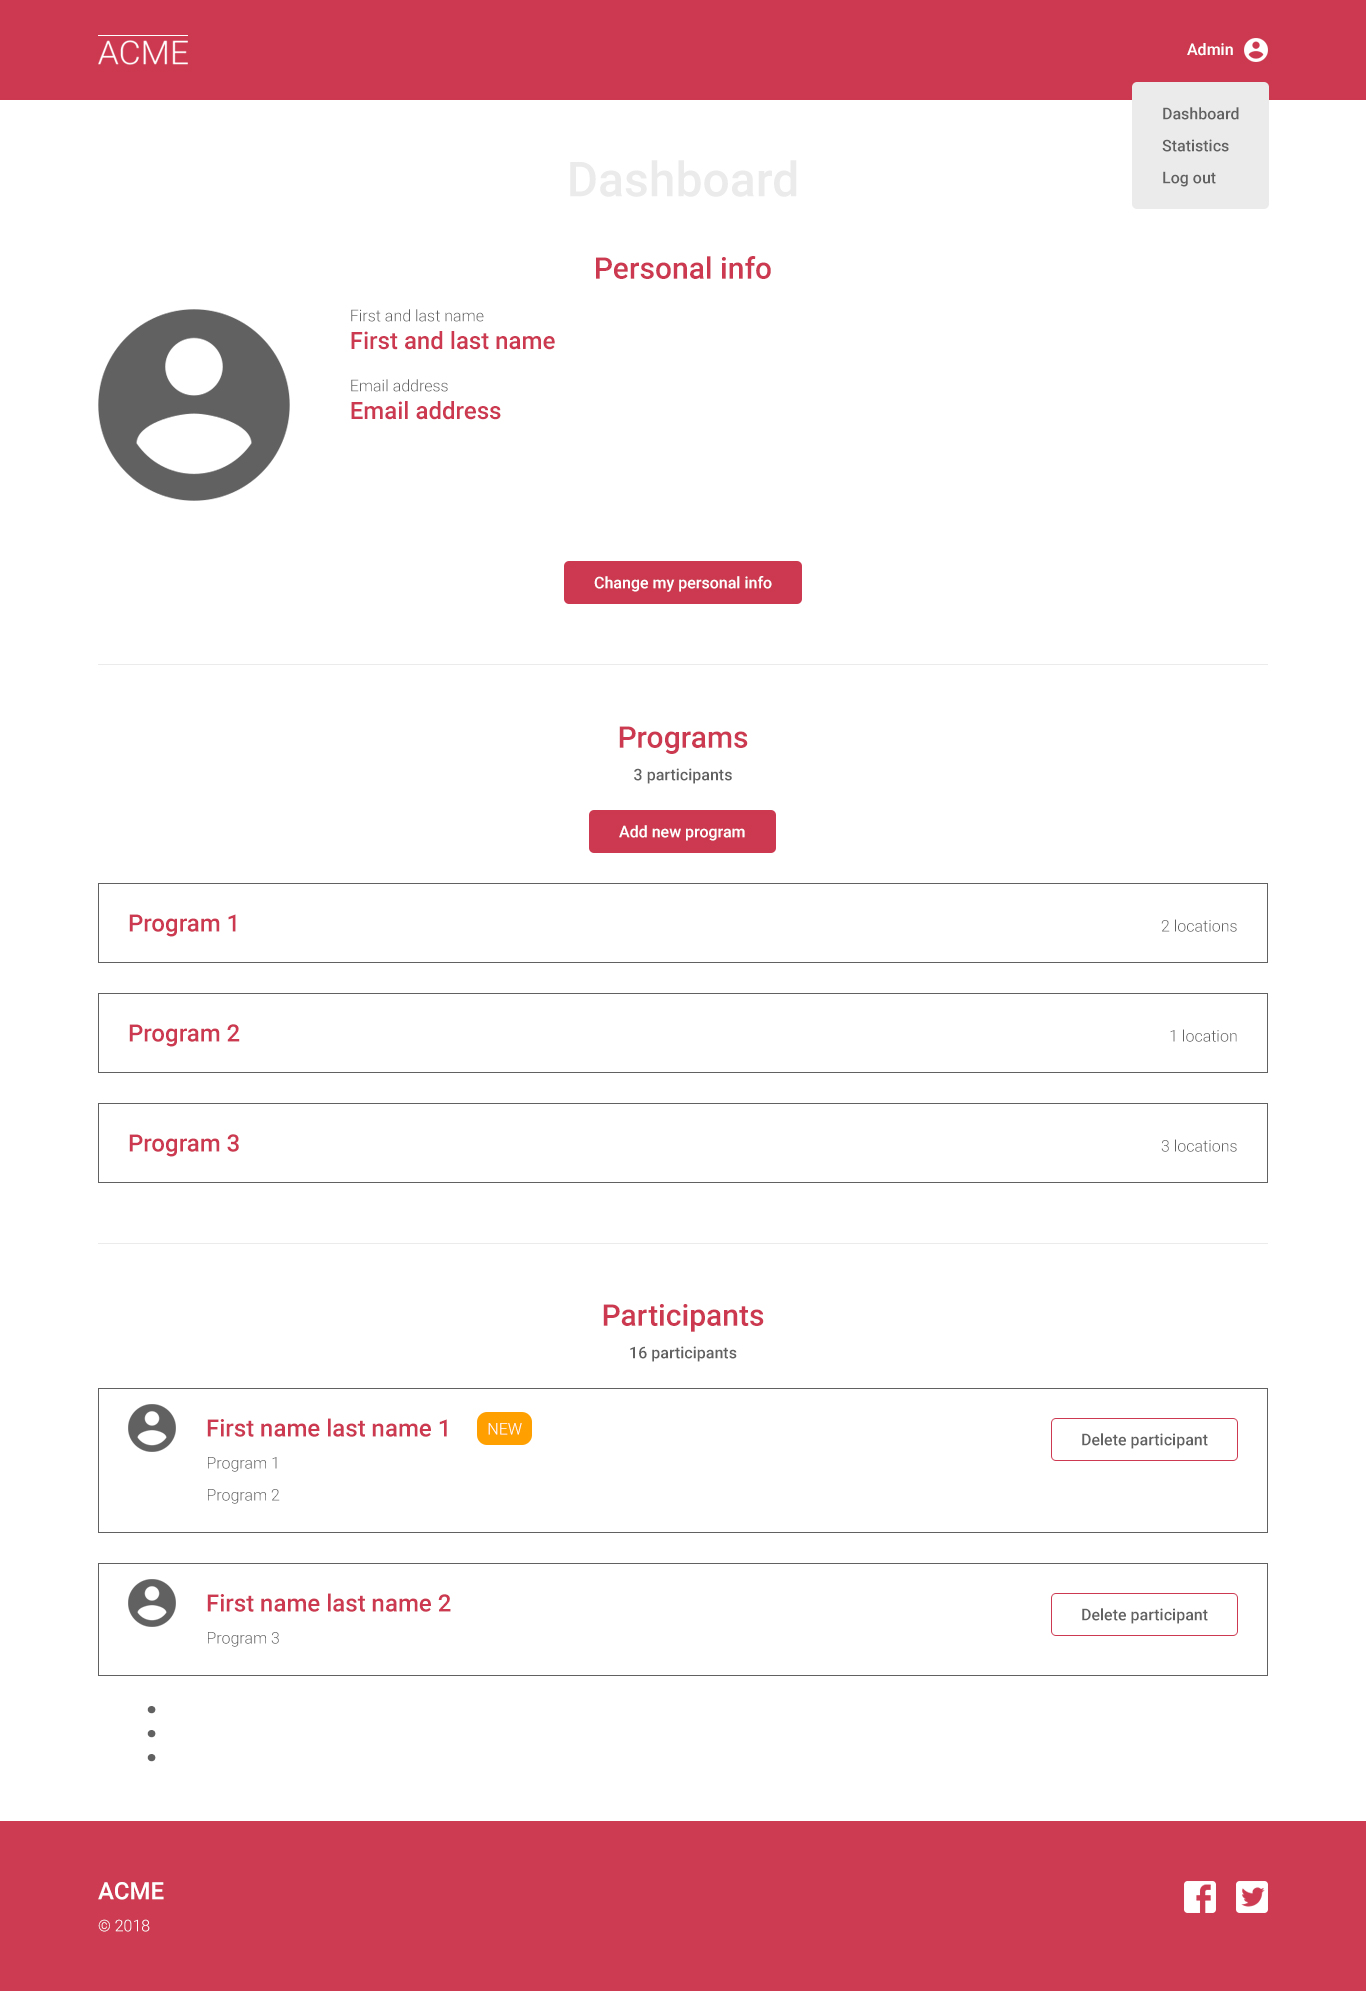 ACME
Admin
Dashboard
Statistics
Log out
Dashboard
Personal info
First and last name
First and last name
Email address
Email address
Change my personal info
Programs
3 participants
Add new program
Program 1
2 locations
Program 2
1 location
Program 3
3 locations
Participants
16 participants
First name last name 1
NEW
Delete participant
Program 1
Program 2
First name last name 2
Delete participant
Program 3
ACME
© 2018